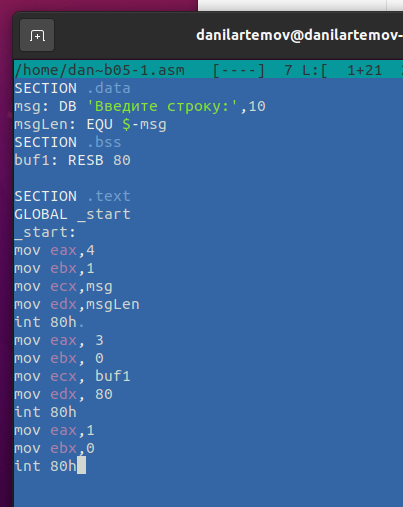 danilartemov@danilartemov-
/home/dan~b05-1.asm [----] 7 L:[ 1+21
SECTION .data
msg: DB 'Введите строку:',10
msgLen: EQU $-msg
SECTION .bss
buf1: RESB 80
SECTION .text
GLOBAL _start
_start:
mov eax,4
mov ebx,1
mov ecx,msg
mov edx,msgLen
int 80h.
mov eax, 3
mov ebx, 0
mov ecx, buf1
mov edx, 80
int 80h
mov eax,1
mov ebx,0
int 80h